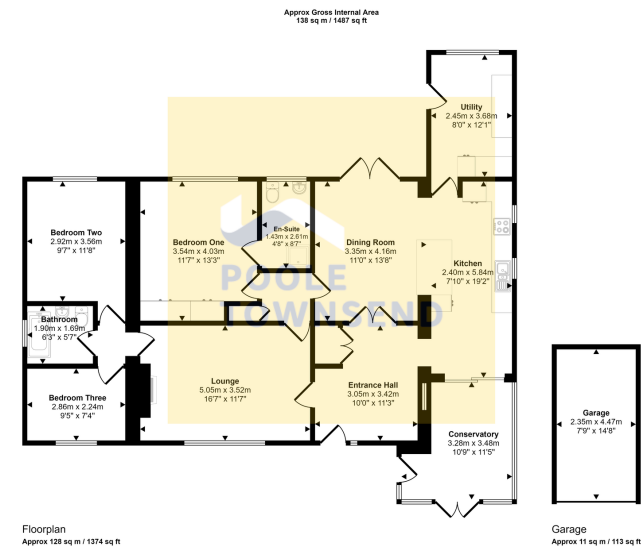 Approx Gross Internal Area
138 sq m / 1487 sq ft
Utility
2.45m x 3.68m
8'0" x 12'1"
Bedroom Two
2.92m x 3.56m
9'7" x 11'8"
Bedroom One
3.54m x 4.03m
11'7" x 13'3"
En-Suite
1.43m x 2.61m
4'8" x 8'7"
Dining Room
3.35m x 4.16m
11'0" x 13'8"
Kitchen
2.40m x 5.84m
7'10" x 19'2"
POOLE
TOWNSEND
Bathroom
1.90m x 1.69m
6'3" x 5'7"
Bedroom Three
2.86m x 2.24m
9'5" x 7'4"
Lounge
5.05m x 3.52m
16'7" x 11'7"
Entrance Hall
3.05m x 3.42m
10'0" x 11'3"
Conservatory
3.28m x 3.48m
10'9" x 11'5"
Garage
2.35m x 4.47m
7'9" x 14'8"
Floorplan
Approx 128 sq m / 1374 sq ft
Garage
Approx 11 sq m / 113 sq ft